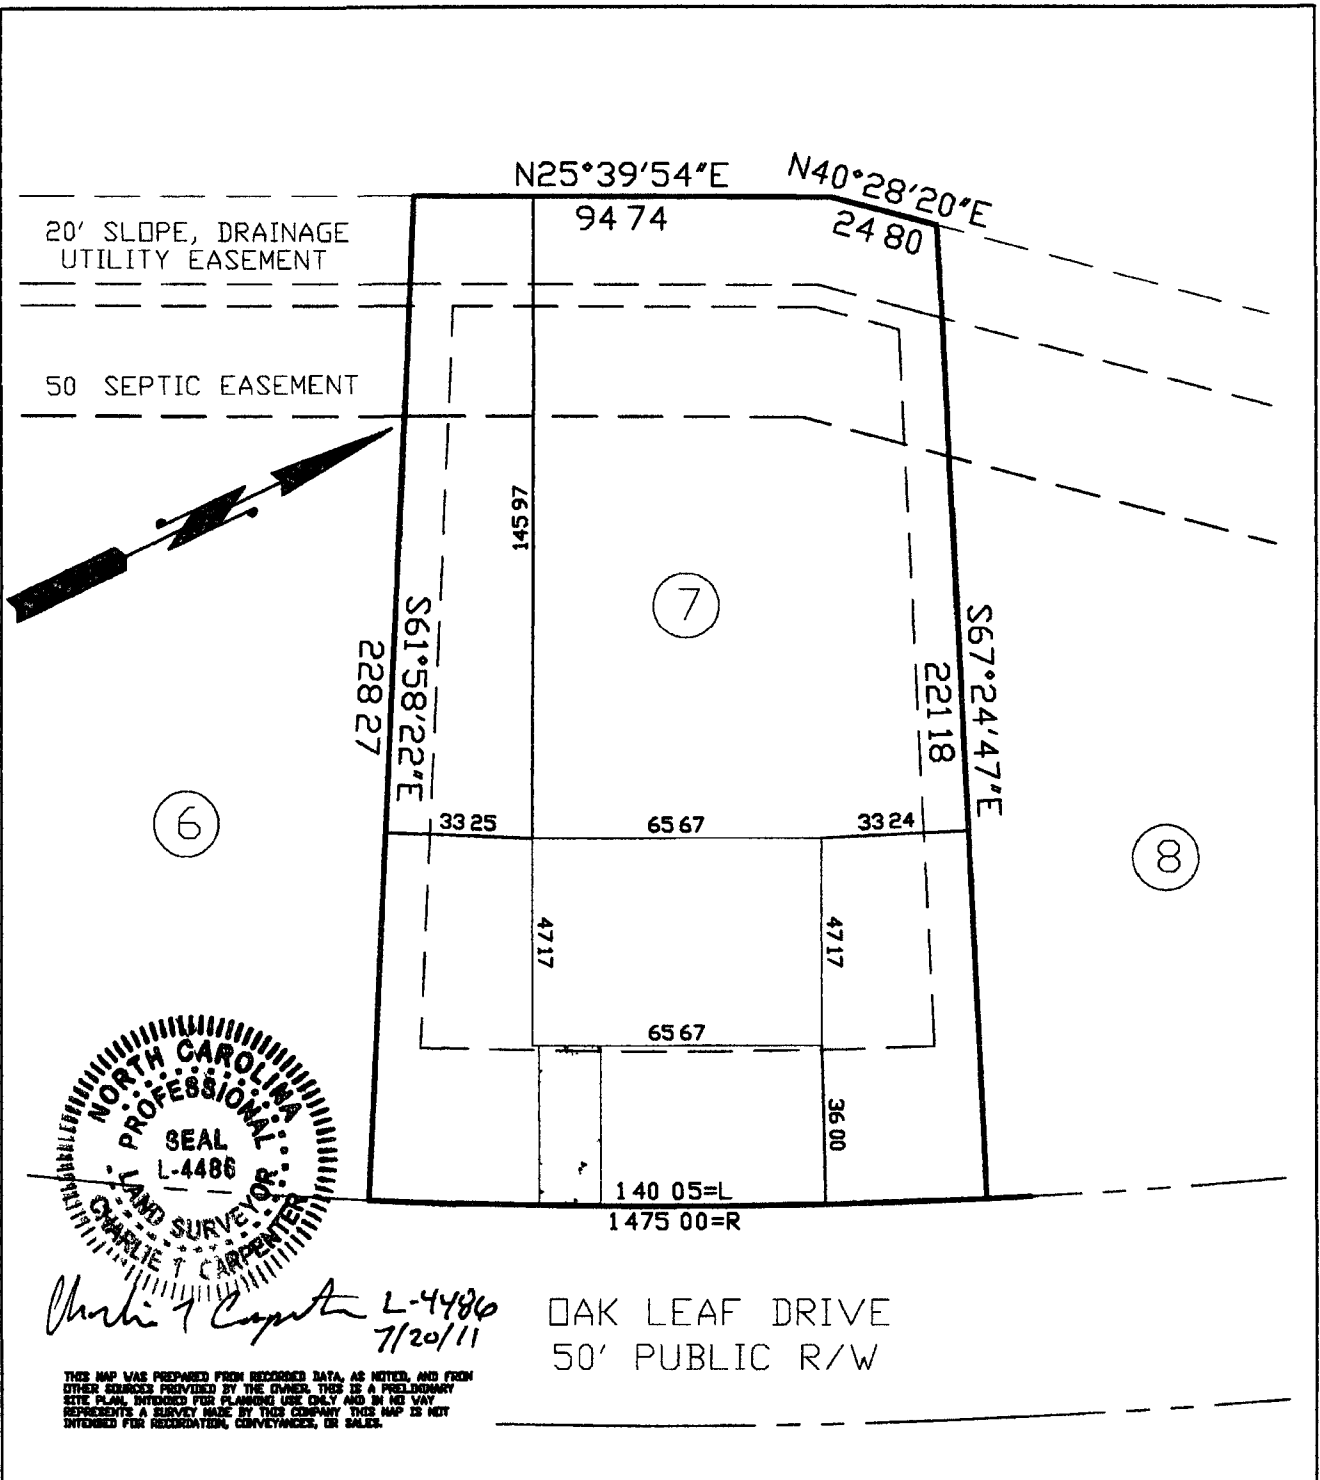 N25°39'54"E
N40°28'20"E
94 74
24 80
20' SLOPE, DRAINAGE
UTILITY EASEMENT
50 SEPTIC EASEMENT
145 97
7
S61°58'22"E
228 27
S67°24'47"E
221 18
6
8
33 25
65 67
33 24
47 17
47 17
65 67
36 00
140 05=L
1475 00=R
NORTH CAROLINA
PROFESSIONAL
SEAL
L-4486
LAND SURVEYOR
CHARLIE T CARPENTER
Charlie T Carpenter L-4486
7/20/11
OAK LEAF DRIVE
50' PUBLIC R/W
THIS MAP WAS PREPARED FROM RECORDED DATA, AS NOTED, AND FROM
OTHER SOURCES PROVIDED BY THE OWNER. THIS IS A PRELIMINARY
SITE PLAN, INTENDED FOR PLANNING USE ONLY AND IN NO WAY
REPRESENTS A SURVEY MADE BY THIS COMPANY THIS MAP IS NOT
INTENDED FOR RECORDATION, CONVEYANCES, OR SALES.